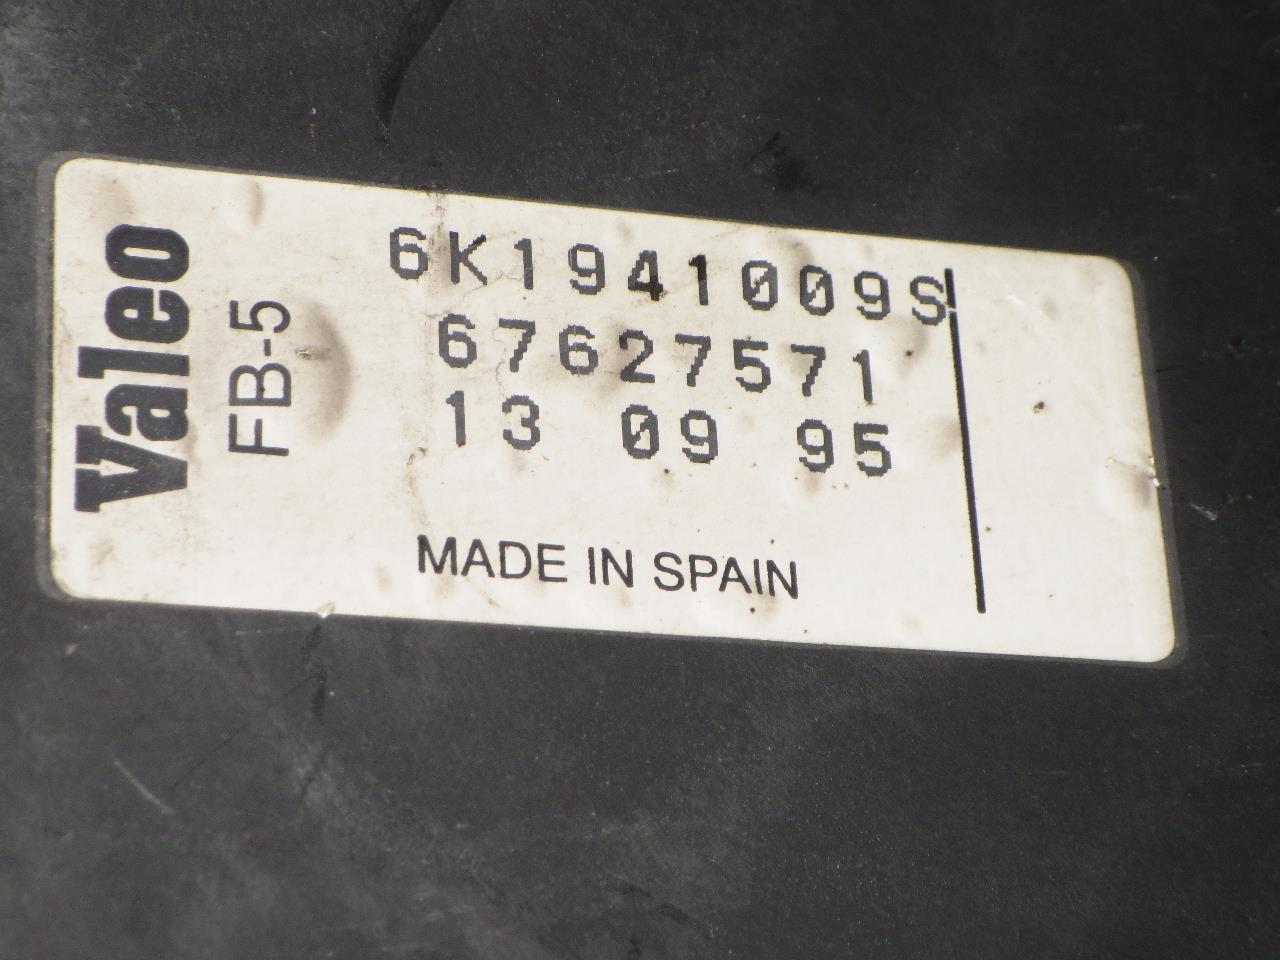 Valeo
FB-5
6K1941009S
67627571
13 09 95
MADE IN SPAIN